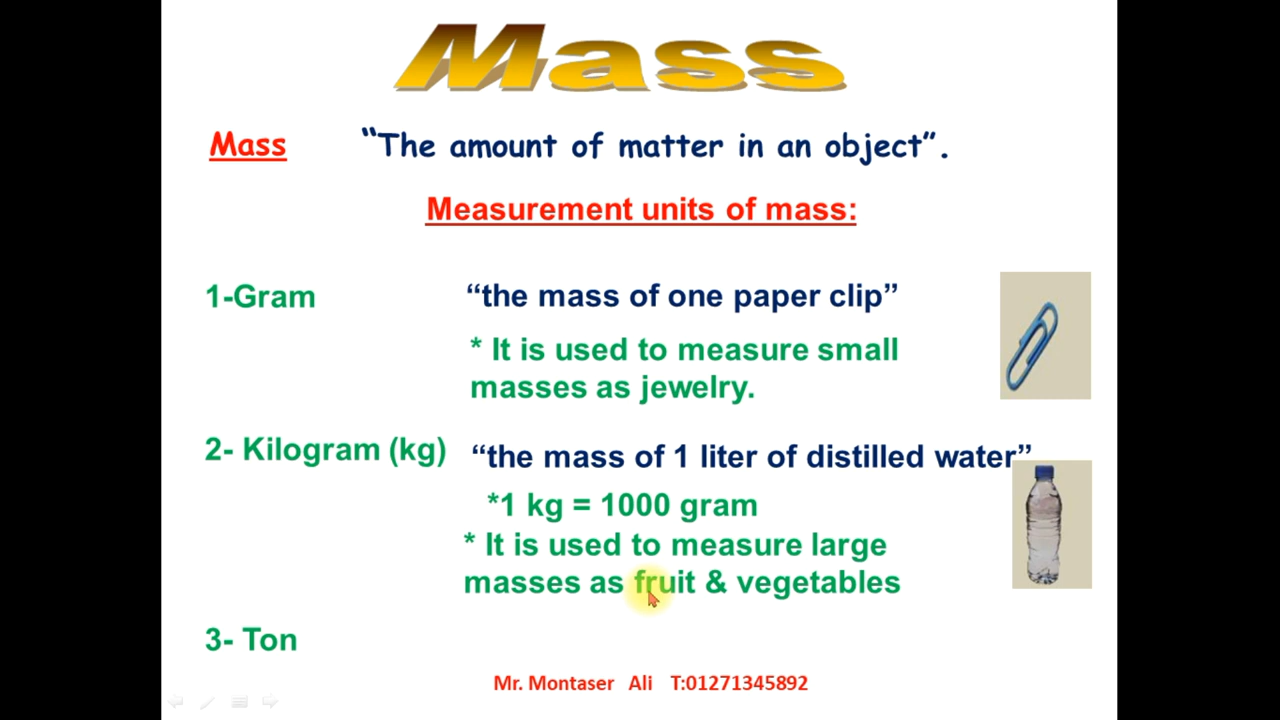 Mass
Mass “The amount of matter in an object”.
Measurement units of mass:
1-Gram “the mass of one paper clip”
* It is used to measure small
masses as jewelry.
2- Kilogram (kg) “the mass of 1 liter of distilled water”
*1 kg = 1000 gram
* It is used to measure large
masses as fruit & vegetables
3- Ton
Mr. Montaser Ali T:01271345892